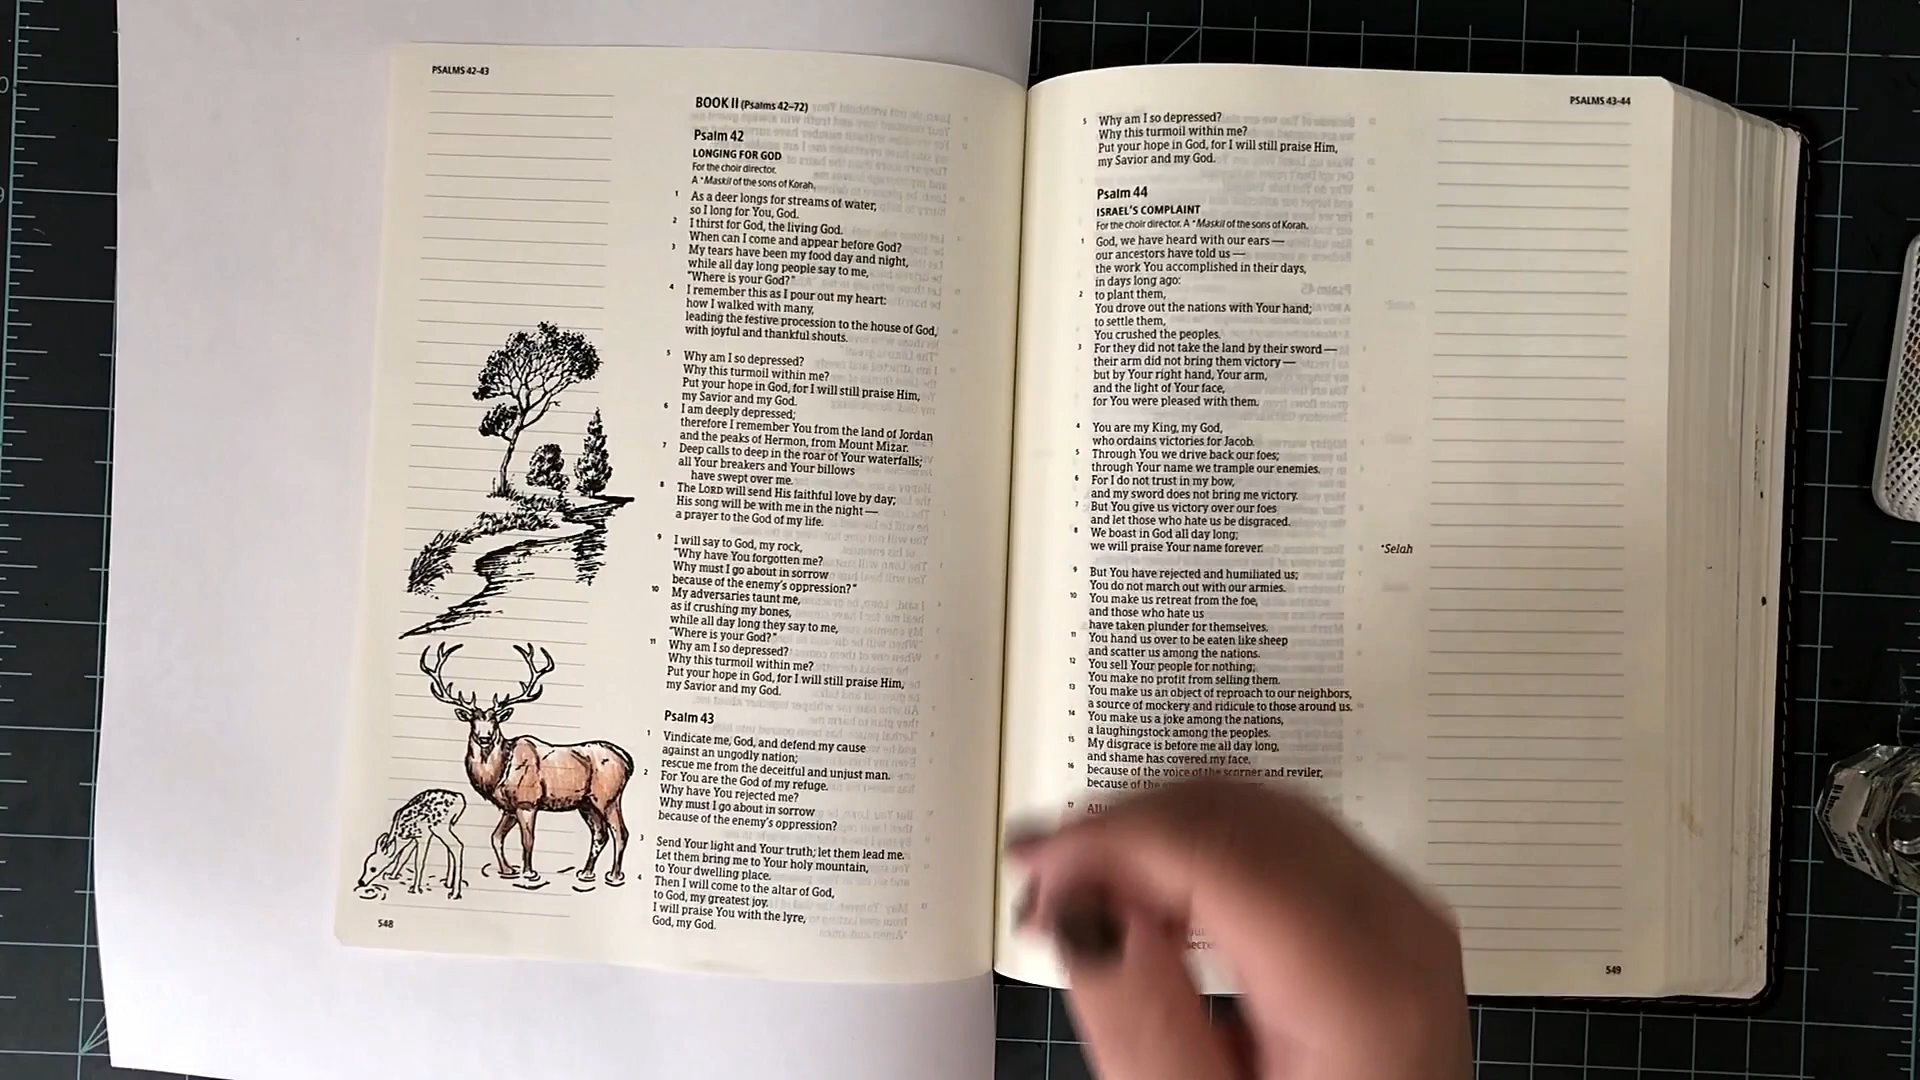 PSALMS 42-43
BOOK II (Psalms 42–72)
Psalm 42
LONGING FOR GOD
For the choir director.
A *Maskil of the sons of Korah.
1 As a deer longs for streams of water,
so I long for You, God.
2 I thirst for God, the living God.
When can I come and appear before God?
3 My tears have been my food day and night,
while all day long people say to me,
"Where is your God?"
4 I remember this as I pour out my heart:
how I walked with many,
leading the festive procession to the house of God,
with joyful and thankful shouts.
5 Why am I so depressed?
Why this turmoil within me?
Put your hope in God, for I will still praise Him,
my Savior and my God.
6 I am deeply depressed;
therefore I remember You from the land of Jordan
and the peaks of Hermon, from Mount Mizar.
7 Deep calls to deep in the roar of Your waterfalls;
all Your breakers and Your billows
have swept over me.
8 The LORD will send His faithful love by day;
His song will be with me in the night —
a prayer to the God of my life.
9 I will say to God, my rock,
"Why have You forgotten me?
Why must I go about in sorrow
because of the enemy's oppression?"
10 My adversaries taunt me,
as if crushing my bones,
while all day long they say to me,
"Where is your God?"
11 Why am I so depressed?
Why this turmoil within me?
Put your hope in God, for I will still praise Him,
my Savior and my God.
Psalm 43
1 Vindicate me, God, and defend my cause
against an ungodly nation;
rescue me from the deceitful and unjust man.
2 For You are the God of my refuge.
Why have You rejected me?
Why must I go about in sorrow
because of the enemy's oppression?
3 Send Your light and Your truth; let them lead me.
Let them bring me to Your holy mountain,
to Your dwelling place.
4 Then I will come to the altar of God,
to God, my greatest joy.
I will praise You with the lyre,
God, my God.
548
PSALMS 43-44
5 Why am I so depressed?
Why this turmoil within me?
Put your hope in God, for I will still praise Him,
my Savior and my God.
Psalm 44
ISRAEL'S COMPLAINT
For the choir director. A *Maskil of the sons of Korah.
1 God, we have heard with our ears —
our ancestors have told us —
the work You accomplished in their days,
in days long ago:
2 to plant them,
You drove out the nations with Your hand;
to settle them,
You crushed the peoples.
3 For they did not take the land by their sword —
their arm did not bring them victory —
but by Your right hand, Your arm,
and the light of Your face,
for You were pleased with them.
4 You are my King, my God,
who ordains victories for Jacob.
5 Through You we drive back our foes;
through Your name we trample our enemies.
6 For I do not trust in my bow,
and my sword does not bring me victory.
7 But You give us victory over our foes
and let those who hate us be disgraced.
8 We boast in God all day long;
we will praise Your name forever. *Selah
9 But You have rejected and humiliated us;
You do not march out with our armies.
10 You make us retreat from the foe,
and those who hate us
have taken plunder for themselves.
11 You hand us over to be eaten like sheep
and scatter us among the nations.
12 You sell Your people for nothing;
You make no profit from selling them.
13 You make us an object of reproach to our neighbors,
a source of mockery and ridicule to those around us.
14 You make us a joke among the nations,
a laughingstock among the peoples.
15 My disgrace is before me all day long,
and shame has covered my face,
16 because of the voice of the scorner and reviler,
because of the
17 All
549